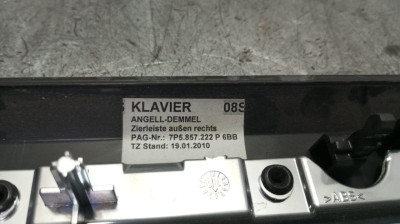 KLAVIER 08S
ANGELL-DEMMEL
Zierleiste außen rechts
PAG-Nr.: 7P5.857.222 P 6BB
TZ Stand: 19.01.2010
>ABS<